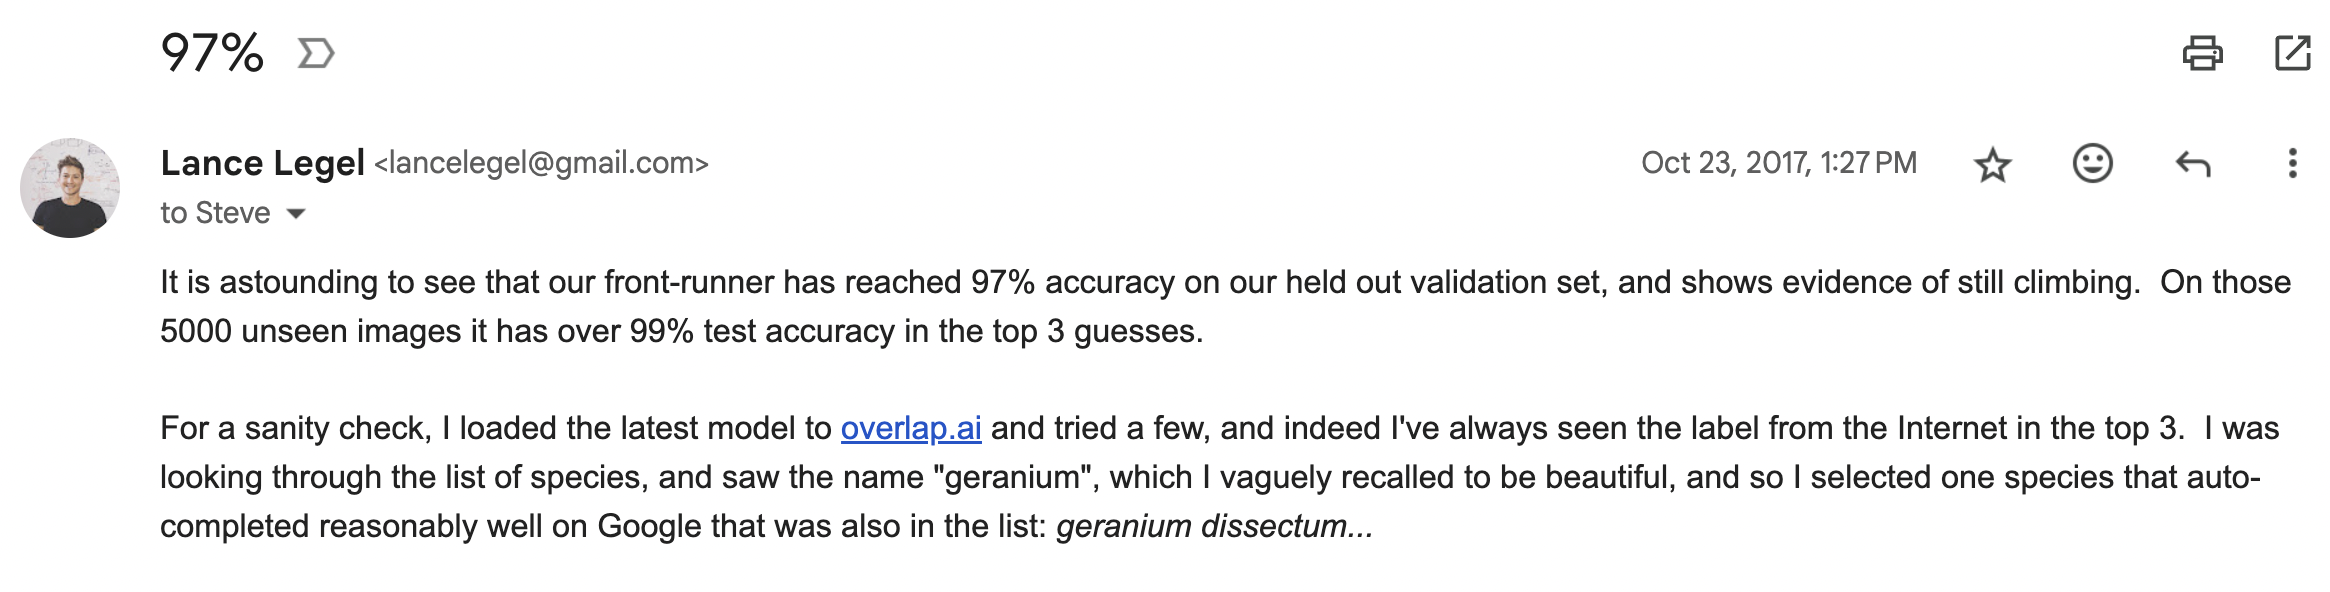 97%
Lance Legel <lancelegel@gmail.com>
Oct 23, 2017, 1:27 PM
to Steve
It is astounding to see that our front-runner has reached 97% accuracy on our held out validation set, and shows evidence of still climbing.  On those
5000 unseen images it has over 99% test accuracy in the top 3 guesses.
For a sanity check, I loaded the latest model to overlap.ai and tried a few, and indeed I've always seen the label from the Internet in the top 3.  I was
looking through the list of species, and saw the name "geranium", which I vaguely recalled to be beautiful, and so I selected one species that auto-
completed reasonably well on Google that was also in the list: geranium dissectum...